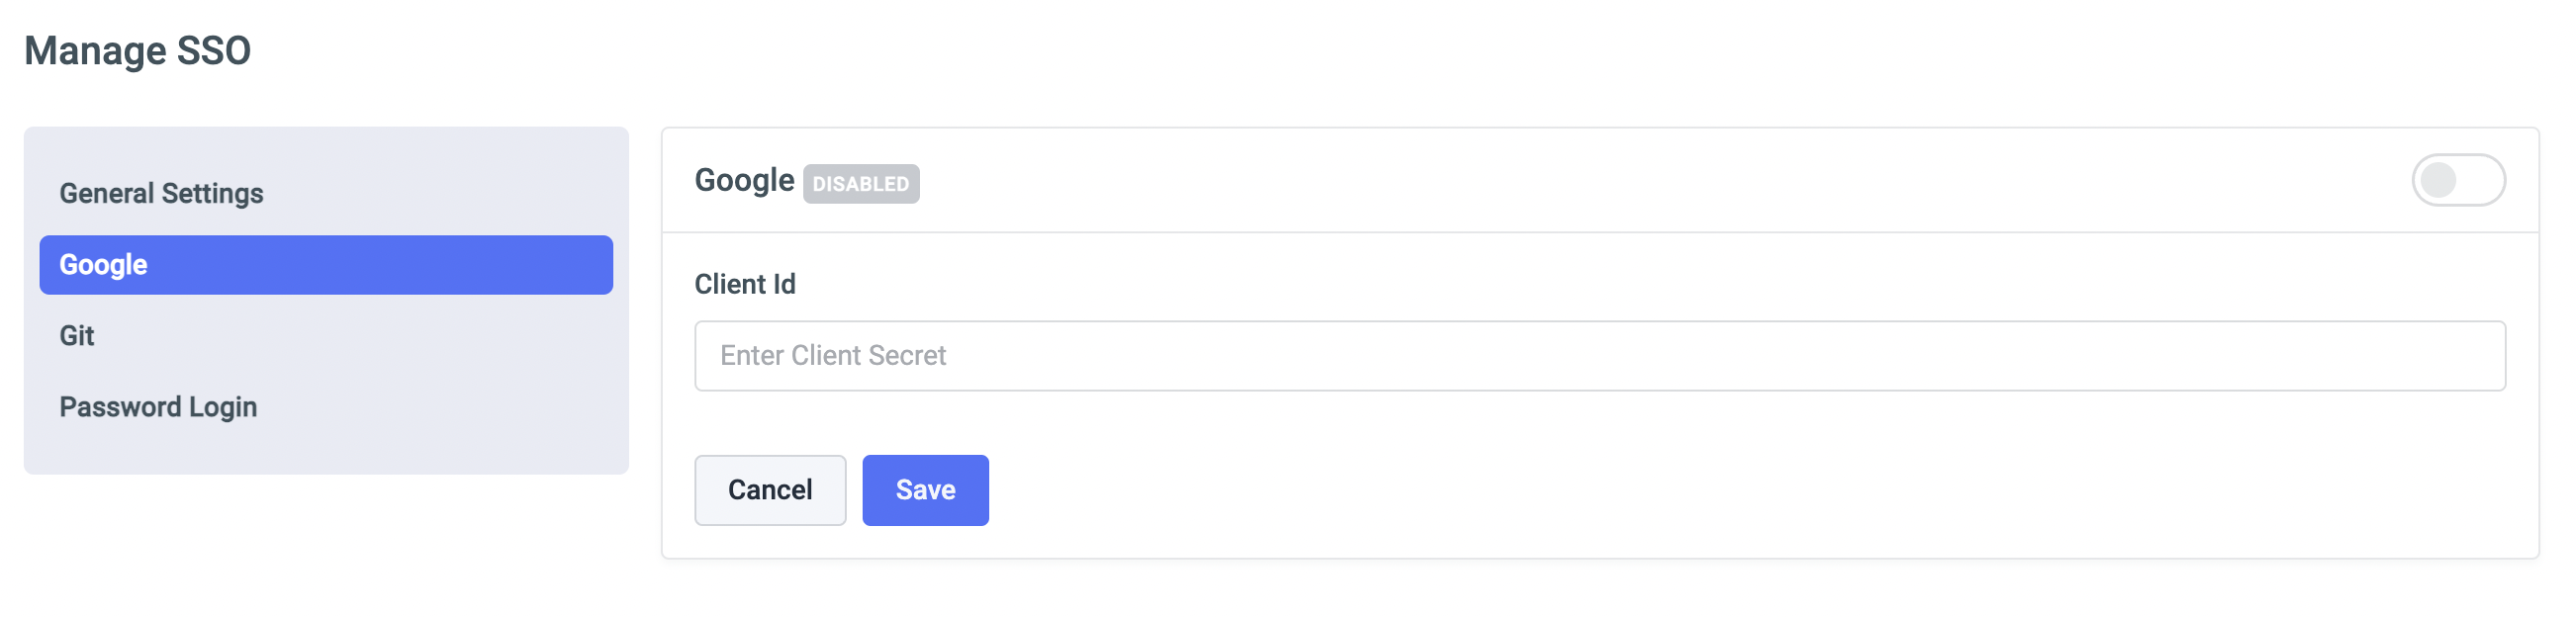 Manage SSO
General Settings
Google
Git
Password Login
Google DISABLED
Client Id
Enter Client Secret
Cancel Save